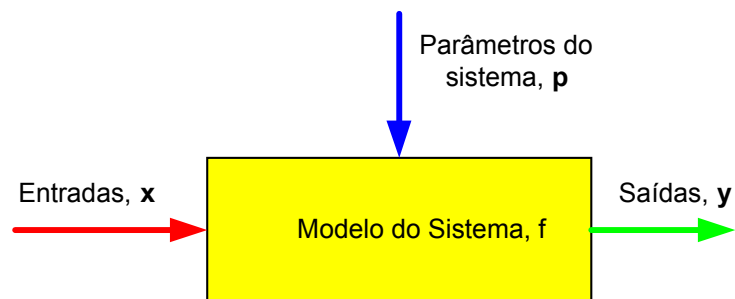 Parâmetros do
sistema, p
Entradas, x
Saídas, y
Modelo do Sistema, f